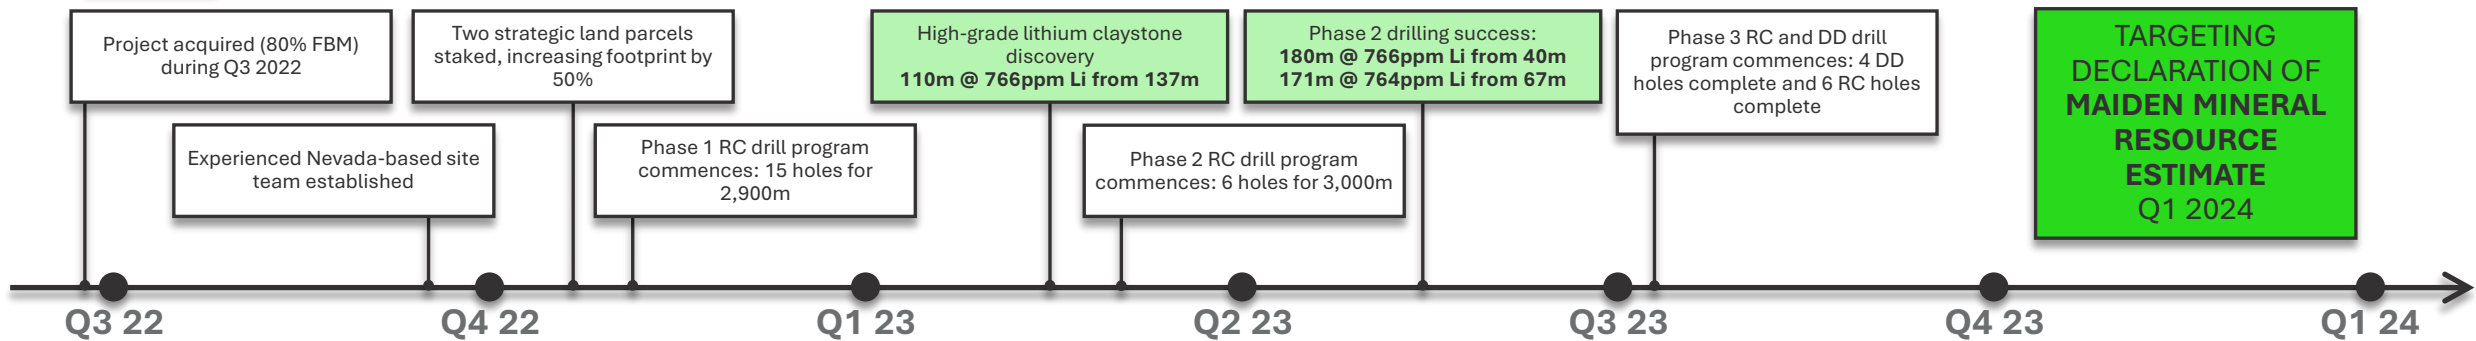 Project acquired (80% FBM)
during Q3 2022
Two strategic land parcels
staked, increasing footprint by
50%
High-grade lithium claystone
discovery
110m @ 766ppm Li from 137m
Phase 2 drilling success:
180m @ 766ppm Li from 40m
171m @ 764ppm Li from 67m
Phase 3 RC and DD drill
program commences: 4 DD
holes complete and 6 RC holes
complete
TARGETING
DECLARATION OF
MAIDEN MINERAL
RESOURCE
ESTIMATE
Q1 2024
Experienced Nevada-based site
team established
Phase 1 RC drill program
commences: 15 holes for
2,900m
Phase 2 RC drill program
commences: 6 holes for 3,000m
Q3 22
Q4 22
Q1 23
Q2 23
Q3 23
Q4 23
Q1 24